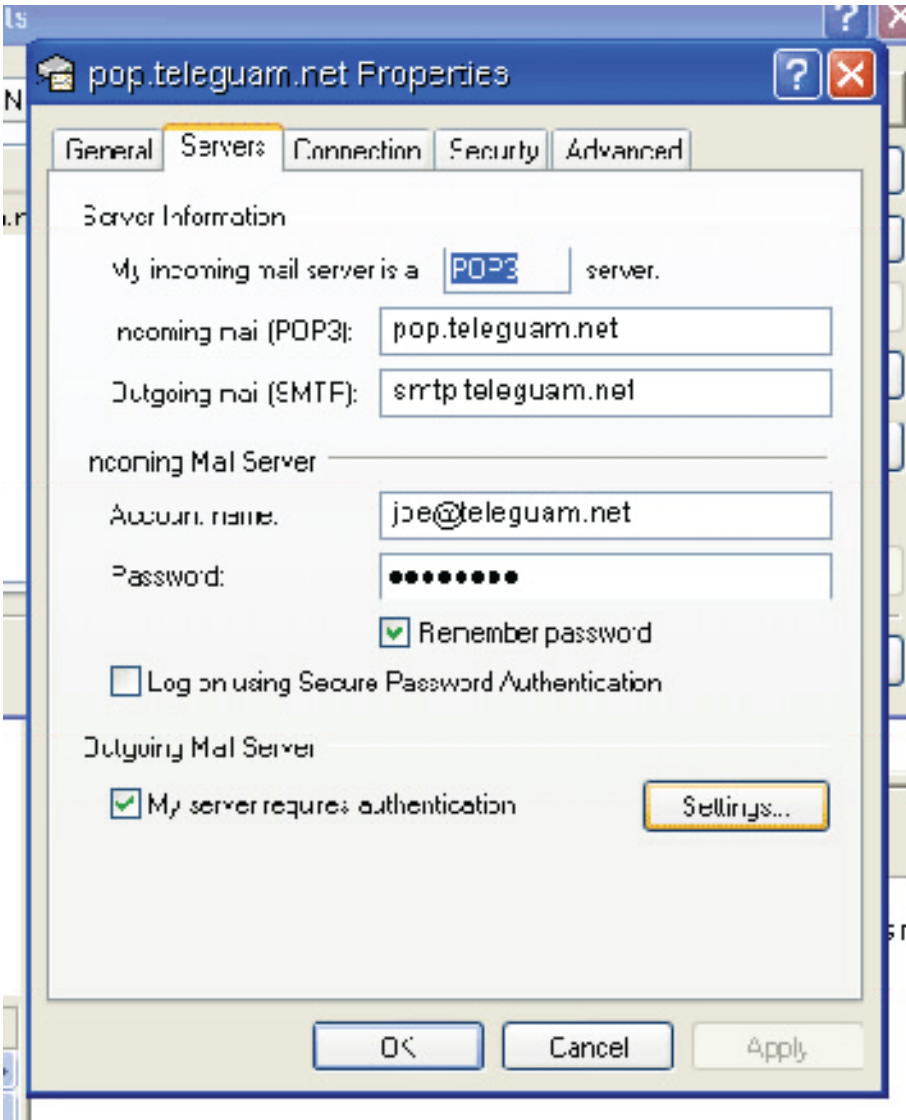 ls
pop.teleguam.net Properties
N
General Servers Connection Security Advanced
Server Information
My incoming mail server is a POP3 server.
Incoming mail (POP3): pop.teleguam.net
Outgoing mail (SMTP): smtp.teleguam.net
Incoming Mail Server
Account name: joe@teleguam.net
Password: ●●●●●●●●
Remember password
Log on using Secure Password Authentication
Outgoing Mail Server
My server requires authentication Settings...
OK Cancel Apply